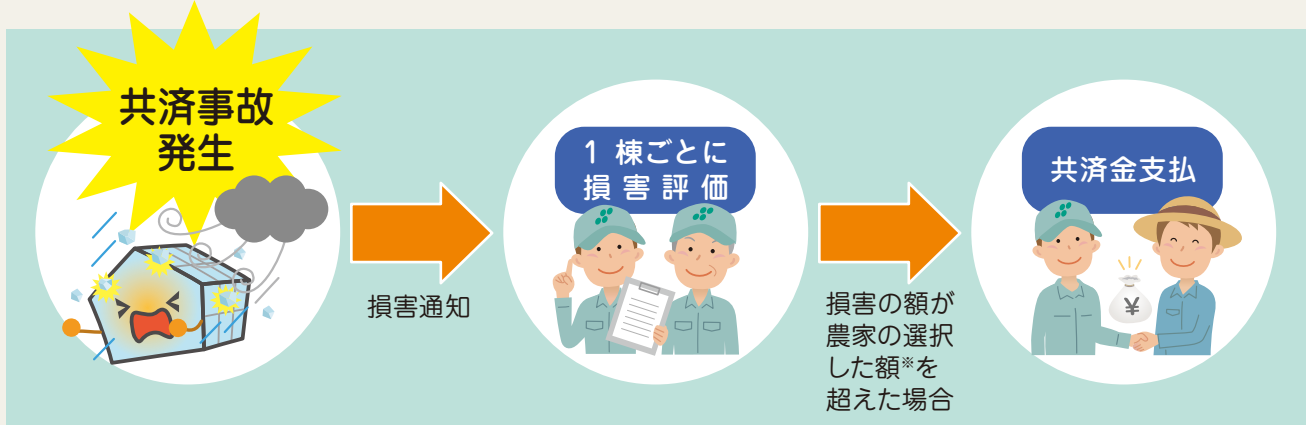 共済事故
発生
損害通知
1 棟ごとに
損害評価
損害の額が
農家の選択
した額※を
超えた場合
共済金支払
¥